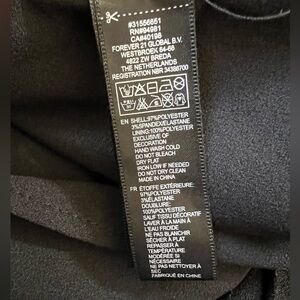 #31556651
RN#94981
CA#40198
FOREVER 21 GLOBAL B.V.
WESTBROEK 64-66
4822 ZW BREDA
THE NETHERLANDS
REGISTRATION NBR 34388700
EN SHELL:97%POLYESTER
3%SPANDEX/ELASTANE
LINING:100%POLYESTER
EXCLUSIVE OF
DECORATION
HAND WASH COLD
DO NOT BLEACH
DRY FLAT
IRON LOW IF NEEDED
DO NOT DRY CLEAN
MADE IN CHINA
FR ÉTOFFE EXTÉRIEURE:
97%POLYESTER
3%ÉLASTANE
DOUBLURE:
100%POLYESTER
SAUF TISSU DÉCORATIF
LAVER À LA MAIN À
L'EAU FROIDE
NE PAS BLANCHIR
SÉCHER À PLAT
REPASSER À
TEMPÉRATURE
MODÉRÉE SI
NE PAS NETTOYER À
SEC
FABRIQUÉ EN CHINE